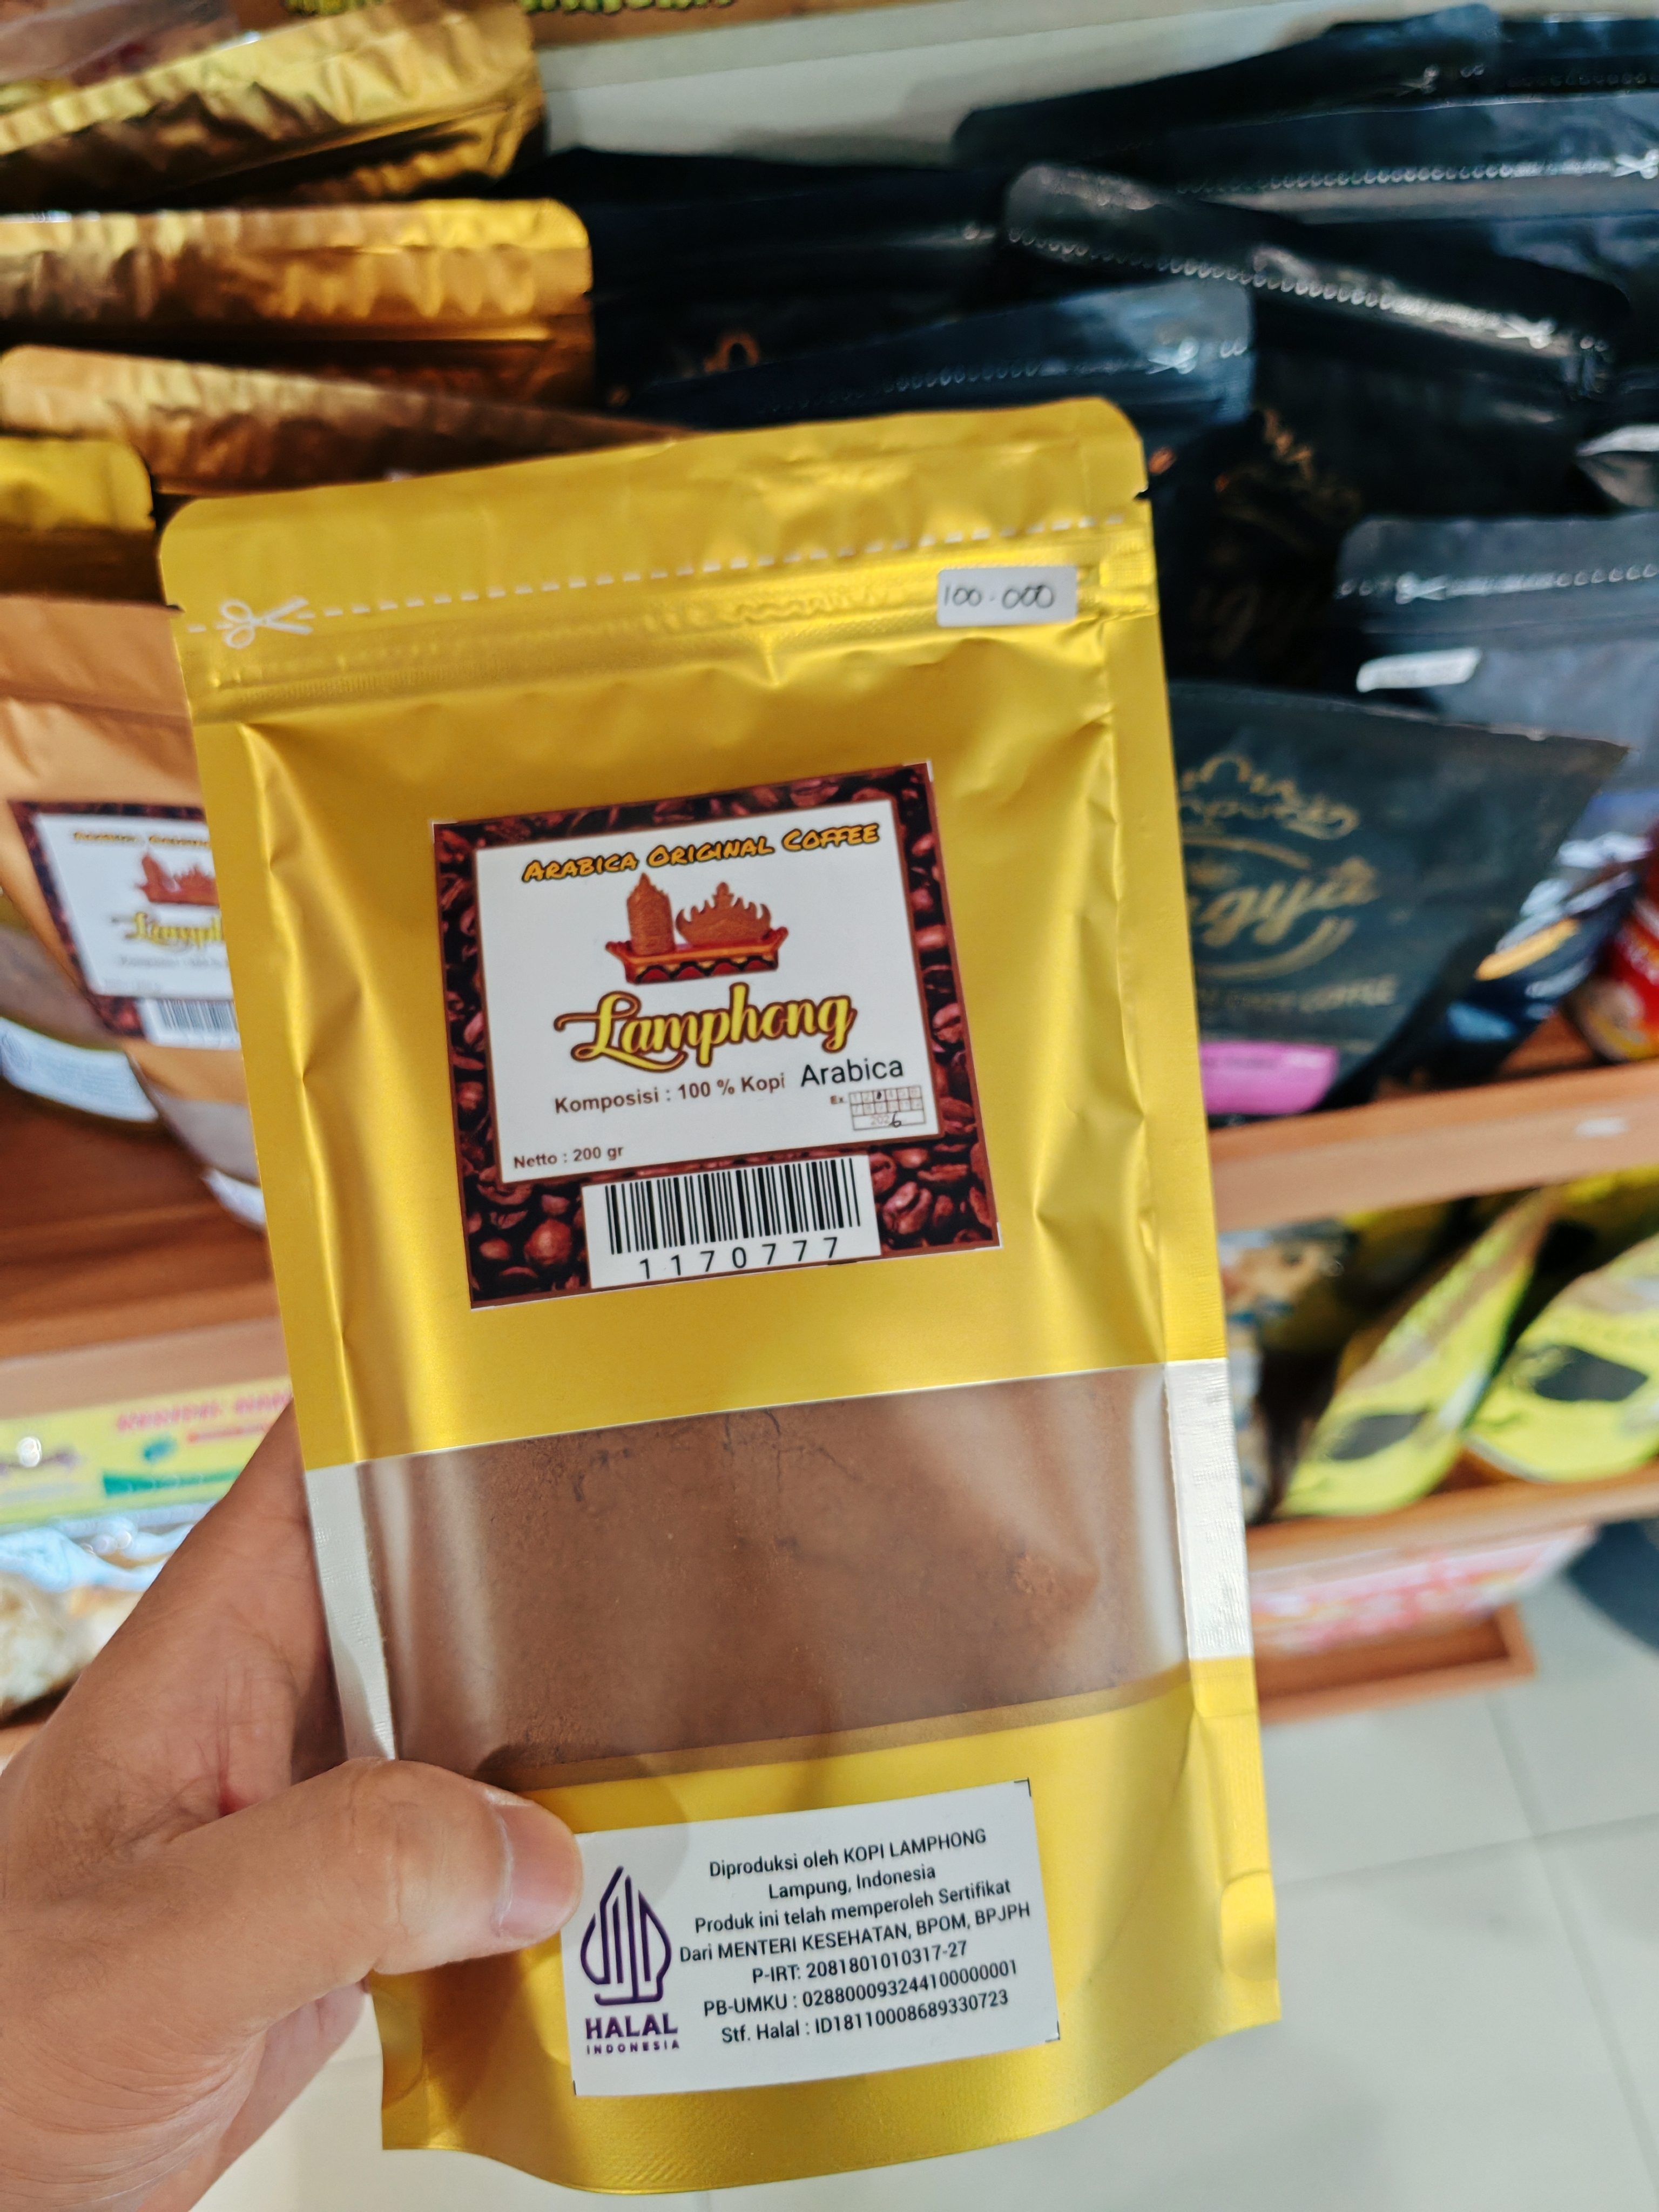 100.000
ARABICA ORIGINAL COFFEE
Lamphong
Komposisi : 100 % Kopi Arabica
Ex.
2026
Netto : 200 gr
1170777
Diproduksi oleh KOPI LAMPHONG
Lampung, Indonesia
Produk ini telah memperoleh Sertifikat
Dari MENTERI KESEHATAN, BPOM, BPJPH
P-IRT: 2081801010317-27
PB-UMKU : 028800093244100000001
Stf. Halal : ID18110008689330723
HALAL
INDONESIA